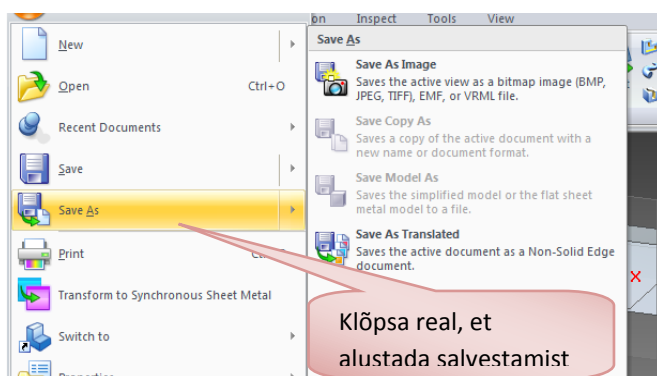 Inspect Tools View
New
Open Ctrl+O
Recent Documents
Save
Save As
Print
Transform to Synchronous Sheet Metal
Switch to
Save As
Save As Image
Saves the active view as a bitmap image (BMP,
JPEG, TIFF), EMF, or VRML file.
Save Copy As
Saves a copy of the active document with a
new name or document format.
Save Model As
Saves the simplified model or the flat sheet
metal model to a file.
Save As Translated
Saves the active document as a Non-Solid Edge
document.
Klõpsa real, et
alustada salvestamist